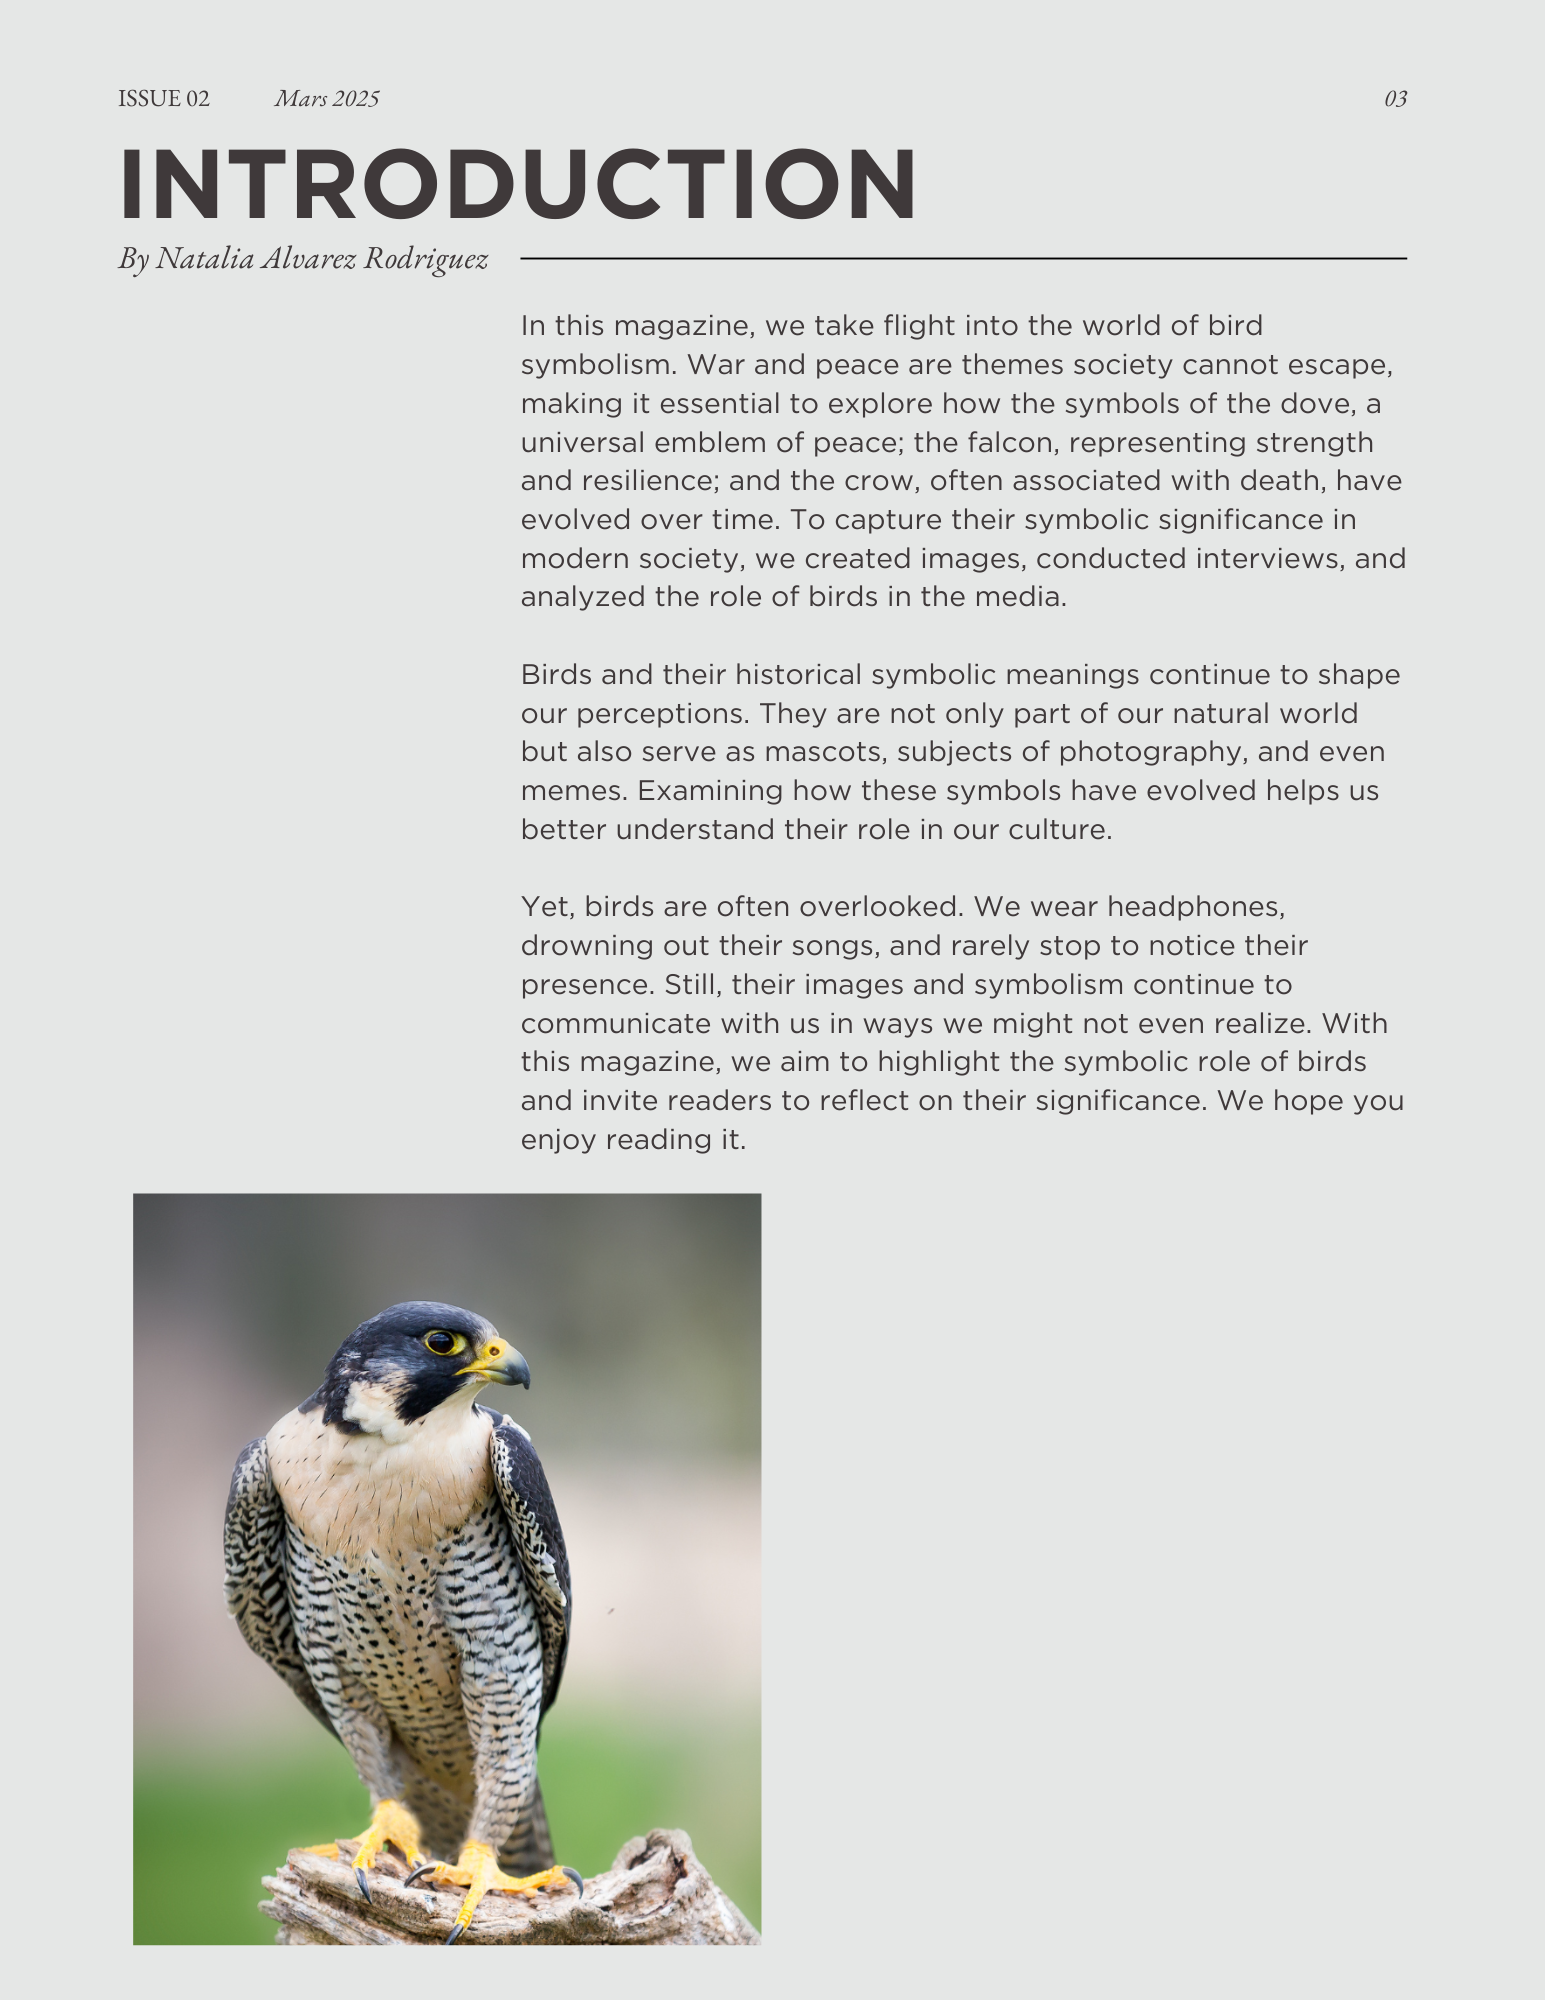 ISSUE 02 Mars 2025 03
INTRODUCTION
By Natalia Alvarez Rodriguez
In this magazine, we take flight into the world of bird
symbolism. War and peace are themes society cannot escape,
making it essential to explore how the symbols of the dove, a
universal emblem of peace; the falcon, representing strength
and resilience; and the crow, often associated with death, have
evolved over time. To capture their symbolic significance in
modern society, we created images, conducted interviews, and
analyzed the role of birds in the media.
Birds and their historical symbolic meanings continue to shape
our perceptions. They are not only part of our natural world
but also serve as mascots, subjects of photography, and even
memes. Examining how these symbols have evolved helps us
better understand their role in our culture.
Yet, birds are often overlooked. We wear headphones,
drowning out their songs, and rarely stop to notice their
presence. Still, their images and symbolism continue to
communicate with us in ways we might not even realize. With
this magazine, we aim to highlight the symbolic role of birds
and invite readers to reflect on their significance. We hope you
enjoy reading it.